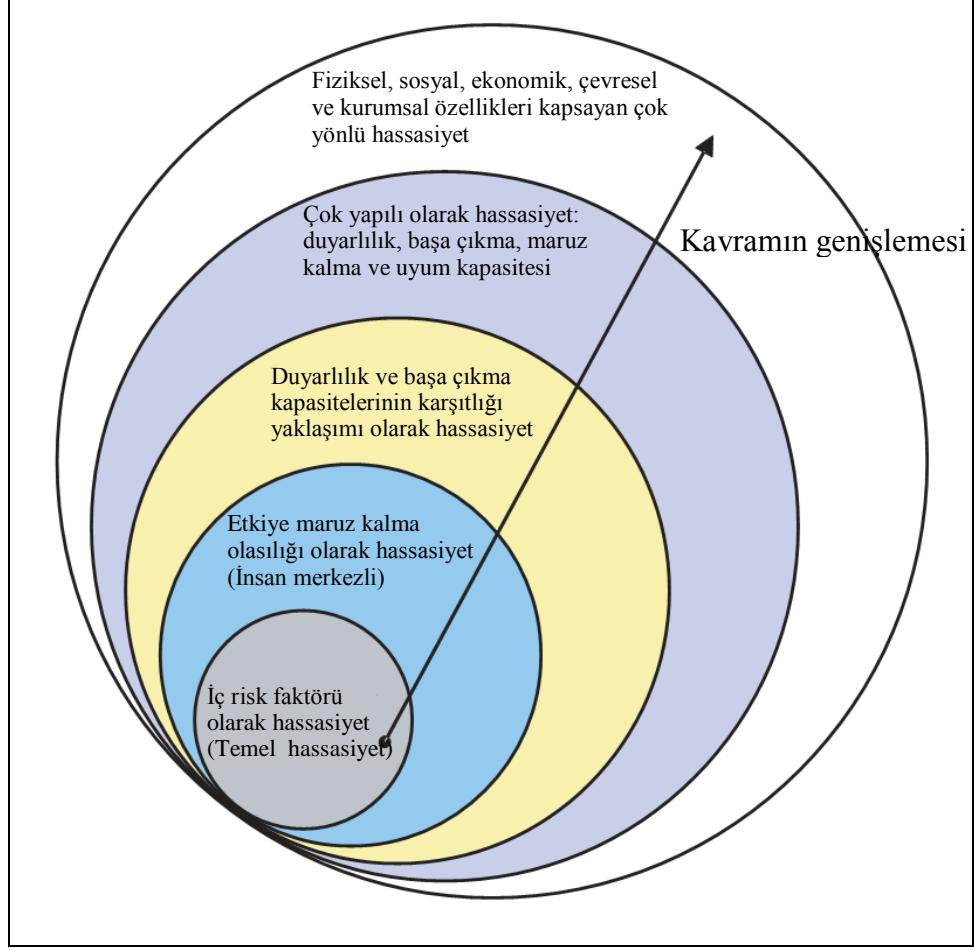 Fiziksel, sosyal, ekonomik, çevresel
ve kurumsal özellikleri kapsayan çok
yönlü hassasiyet
Çok yapılı olarak hassasiyet:
duyarlılık, başa çıkma, maruz
kalma ve uyum kapasitesi
Kavramın genişlemesi
Duyarlılık ve başa çıkma
kapasitelerinin karşıtlığı
yaklaşımı olarak hassasiyet
Etkiye maruz kalma
olasılığı olarak hassasiyet
(İnsan merkezli)
İç risk faktörü
olarak hassasiyet
(Temel hassasiyet)